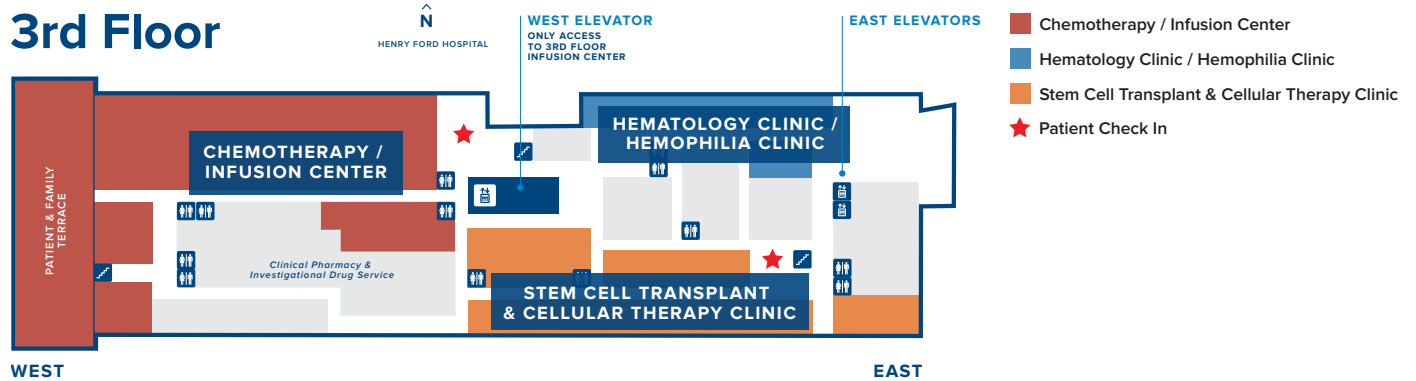 3rd Floor
N
HENRY FORD HOSPITAL
WEST ELEVATOR
ONLY ACCESS
TO 3RD FLOOR
INFUSION CENTER
EAST ELEVATORS
Chemotherapy / Infusion Center
Hematology Clinic / Hemophilia Clinic
Stem Cell Transplant & Cellular Therapy Clinic
Patient Check In
PATIENT & FAMILY
TERRACE
CHEMOTHERAPY /
INFUSION CENTER
HEMATOLOGY CLINIC /
HEMOPHILIA CLINIC
Clinical Pharmacy &
Investigational Drug Service
STEM CELL TRANSPLANT
& CELLULAR THERAPY CLINIC
WEST
EAST